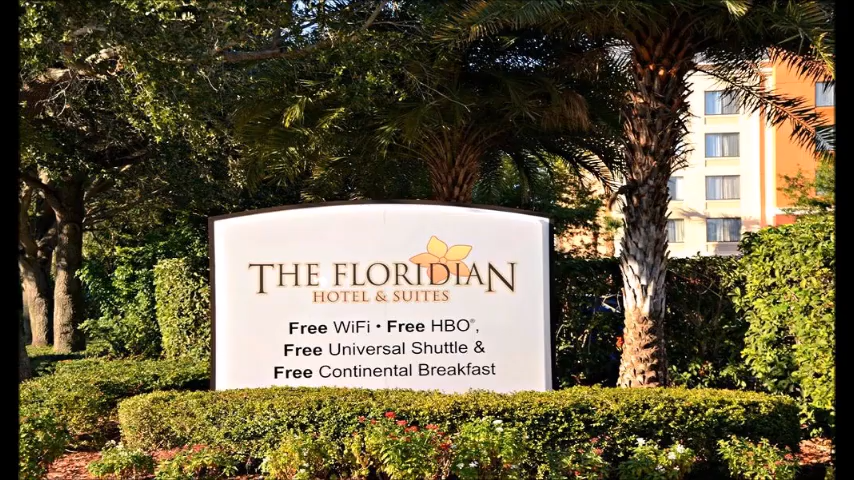 THE FLORIDIAN
HOTEL & SUITES
Free WiFi • Free HBO®,
Free Universal Shuttle &
Free Continental Breakfast